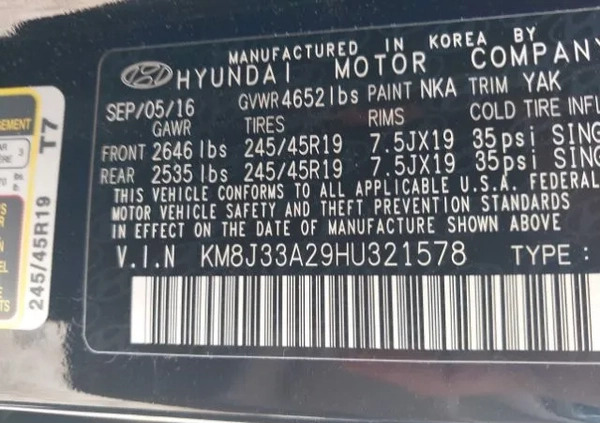 MANUFACTURED IN KOREA BY
HYUNDAI MOTOR COMPANY
SEP/05/16 GVWR 4652 lbs PAINT NKA TRIM YAK
GAWR TIRES RIMS COLD TIRE INFL
FRONT 2646 lbs 245/45R19 7.5JX19 35psi SING
REAR 2535 lbs 245/45R19 7.5JX19 35psi SING
THIS VEHICLE CONFORMS TO ALL APPLICABLE U.S.A. FEDERAL
MOTOR VEHICLE SAFETY AND THEFT PREVENTION STANDARDS
IN EFFECT ON THE DATE OF MANUFACTURE SHOWN ABOVE
V.I.N KM8J33A29HU321578 TYPE :
245/45R19 T7